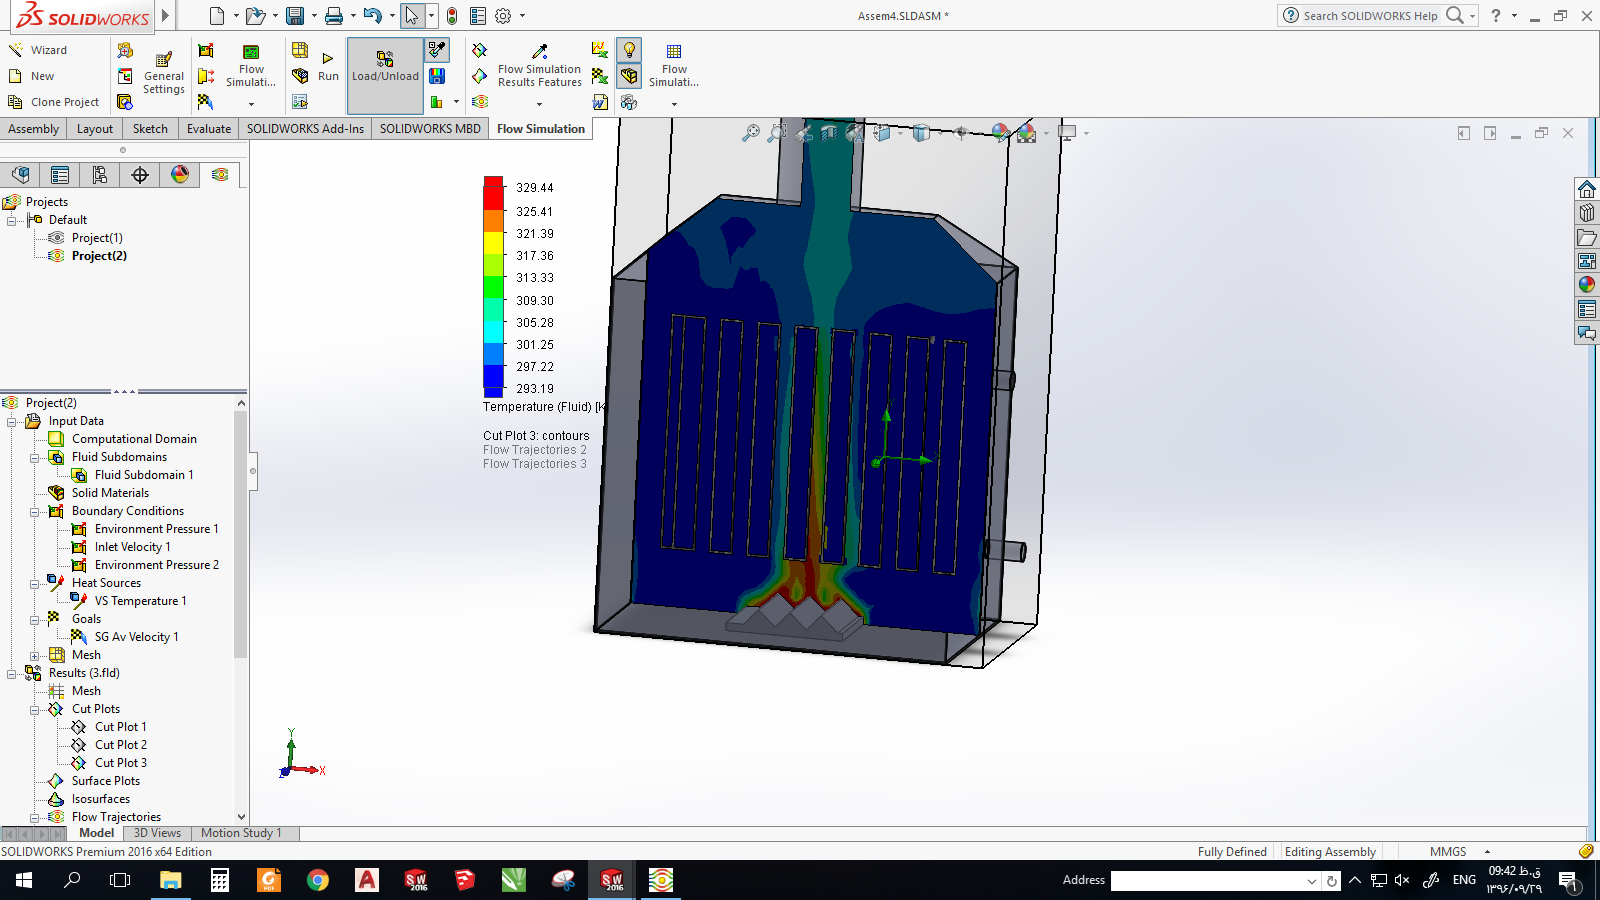 SOLIDWORKS
Assem4.SLDASM *
Search SOLIDWORKS Help
?
Wizard
New
Clone Project
General
Settings
Flow
Simulati...
Run
Load/Unload
Flow Simulation
Results Features
Flow
Simulati...
Assembly
Layout
Sketch
Evaluate
SOLIDWORKS Add-Ins
SOLIDWORKS MBD
Flow Simulation
Projects
Default
Project(1)
Project(2)
329.44
325.41
321.39
317.36
313.33
309.30
305.28
301.25
297.22
293.19
Temperature (Fluid) [K
Cut Plot 3: contours
Flow Trajectories 2
Flow Trajectories 3
Project(2)
Input Data
Computational Domain
Fluid Subdomains
Fluid Subdomain 1
Solid Materials
Boundary Conditions
Environment Pressure 1
Inlet Velocity 1
Environment Pressure 2
Heat Sources
VS Temperature 1
Goals
SG Av Velocity 1
Mesh
Results (3.fld)
Mesh
Cut Plots
Cut Plot 1
Cut Plot 2
Cut Plot 3
Surface Plots
Isosurfaces
Flow Trajectories
Y
X
Z
Model
3D Views
Motion Study 1
SOLIDWORKS Premium 2016 x64 Edition
Fully Defined
Editing Assembly
MMGS
Address
ENG
09:42 ق.ظ
۱۳۹۶/۰۹/۲۹
1